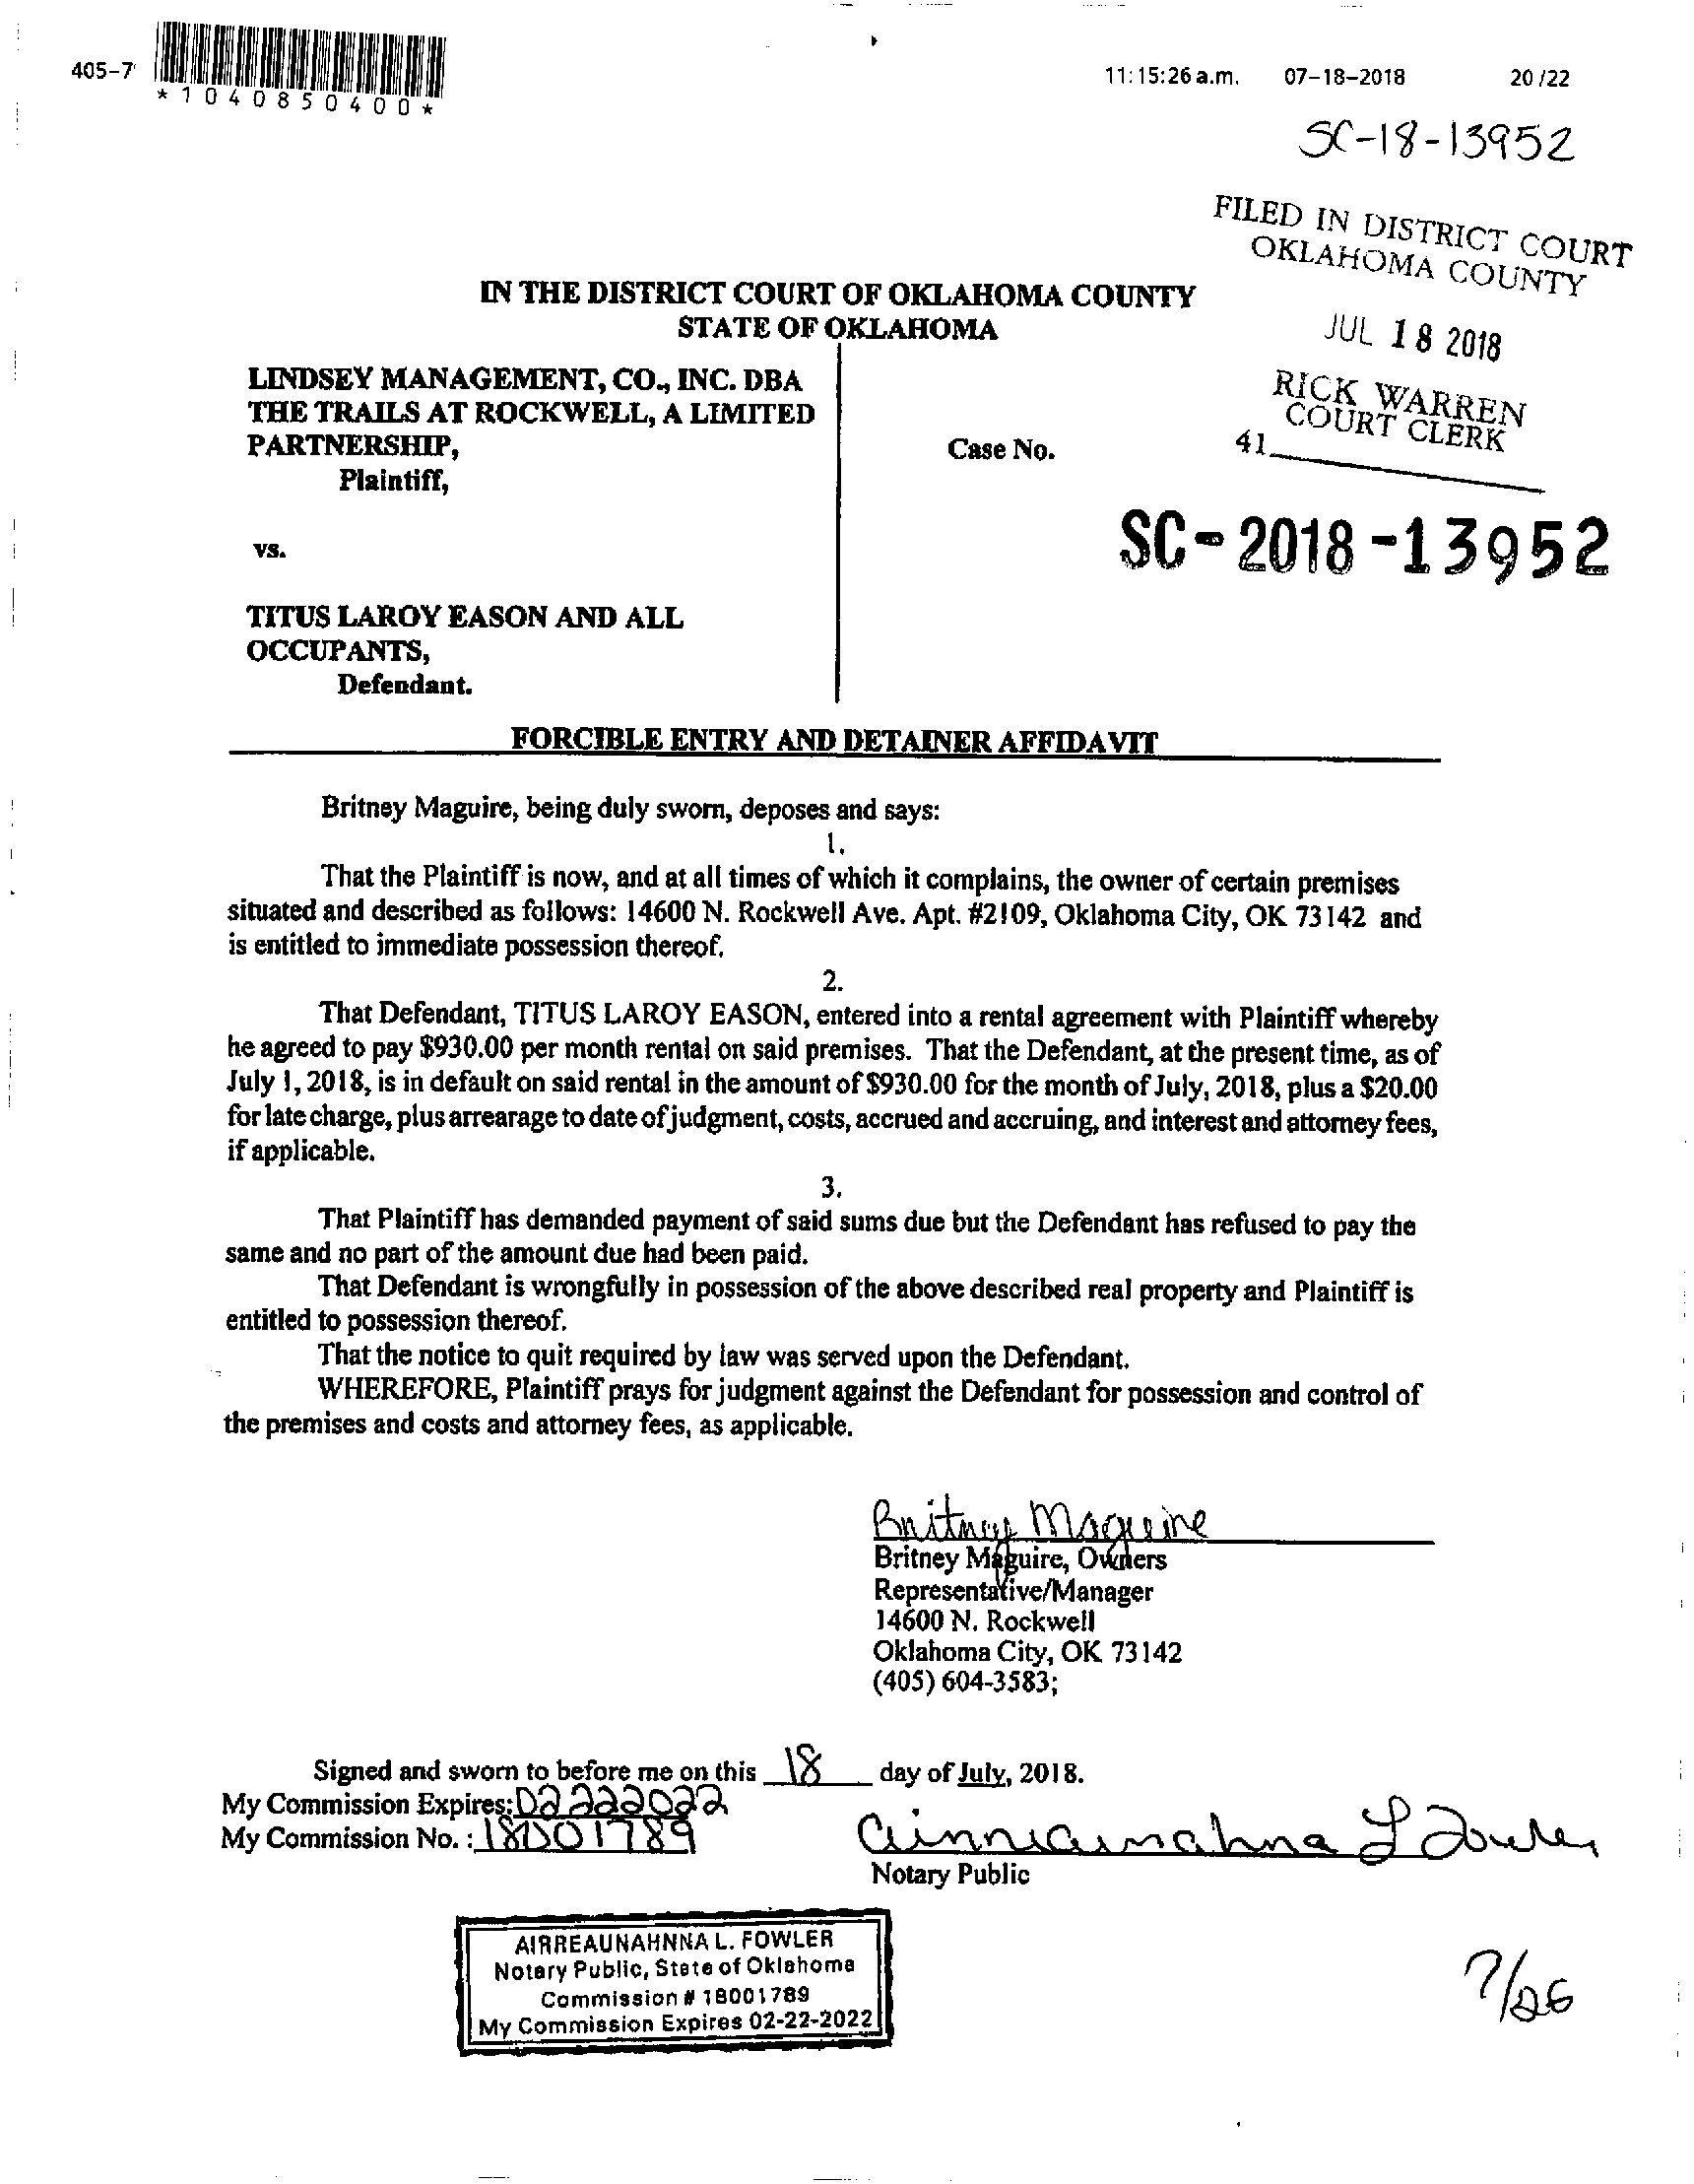 405-7
*1040850400*
11:15:26 a.m. 07-18-2018 20/22
SC-18-13952
FILED IN DISTRICT COURT
OKLAHOMA COUNTY
JUL 18 2018
RICK WARREN
COURT CLERK
41
IN THE DISTRICT COURT OF OKLAHOMA COUNTY
STATE OF OKLAHOMA
LINDSEY MANAGEMENT, CO., INC. DBA
THE TRAILS AT ROCKWELL, A LIMITED
PARTNERSHIP,
Plaintiff,
Case No.
SC-2018-13952
vs.
TITUS LAROY EASON AND ALL
OCCUPANTS,
Defendant.
FORCIBLE ENTRY AND DETAINER AFFIDAVIT
Britney Maguire, being duly sworn, deposes and says:
1.
That the Plaintiff is now, and at all times of which it complains, the owner of certain premises
situated and described as follows: 14600 N. Rockwell Ave. Apt. #2109, Oklahoma City, OK 73142 and
is entitled to immediate possession thereof.
2.
That Defendant, TITUS LAROY EASON, entered into a rental agreement with Plaintiff whereby
he agreed to pay $930.00 per month rental on said premises. That the Defendant, at the present time, as of
July 1, 2018, is in default on said rental in the amount of $930.00 for the month of July, 2018, plus a $20.00
for late charge, plus arrearage to date of judgment, costs, accrued and accruing, and interest and attorney fees,
if applicable.
3.
That Plaintiff has demanded payment of said sums due but the Defendant has refused to pay the
same and no part of the amount due had been paid.
That Defendant is wrongfully in possession of the above described real property and Plaintiff is
entitled to possession thereof.
That the notice to quit required by law was served upon the Defendant.
WHEREFORE, Plaintiff prays for judgment against the Defendant for possession and control of
the premises and costs and attorney fees, as applicable.
Britney Maguire
Britney Maguire, Owners
Representative/Manager
14600 N. Rockwell
Oklahoma City, OK 73142
(405) 604-3583;
Signed and sworn to before me on this 18 day of July, 2018.
My Commission Expires: 02222022
My Commission No. : 18001789
Notary Public
AIRREAUNAHNNA L. FOWLER
Notary Public, State of Oklahoma
Commission # 18001789
My Commission Expires 02-22-2022
7/26